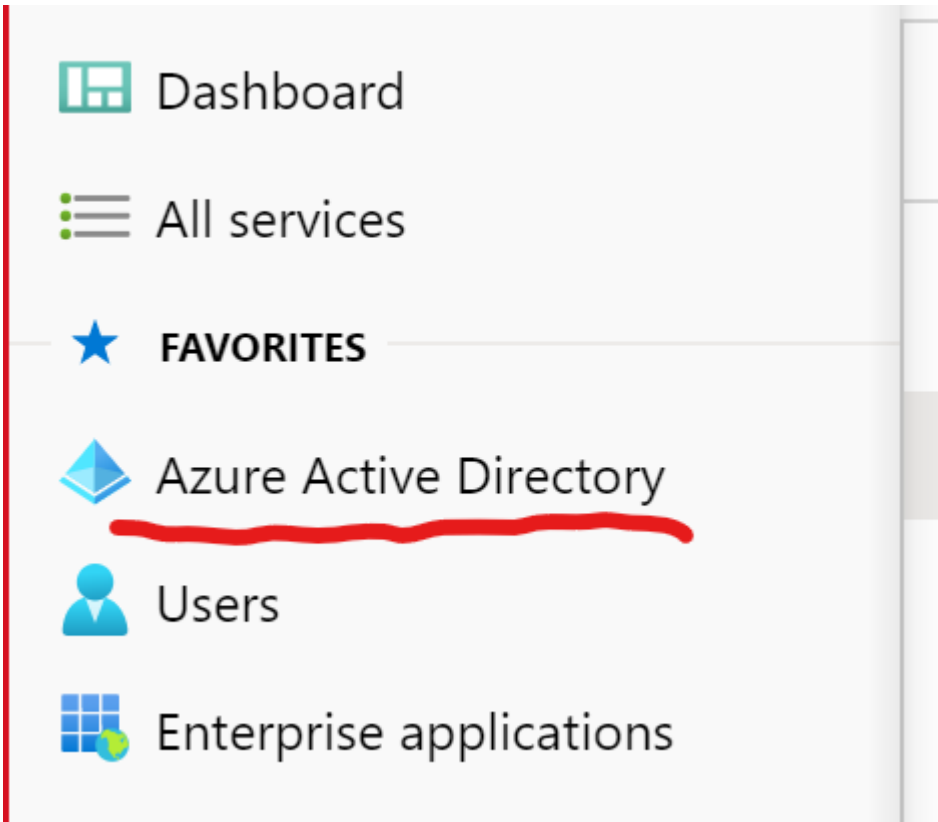 Dashboard
All services
FAVORITES
Azure Active Directory
Users
Enterprise applications